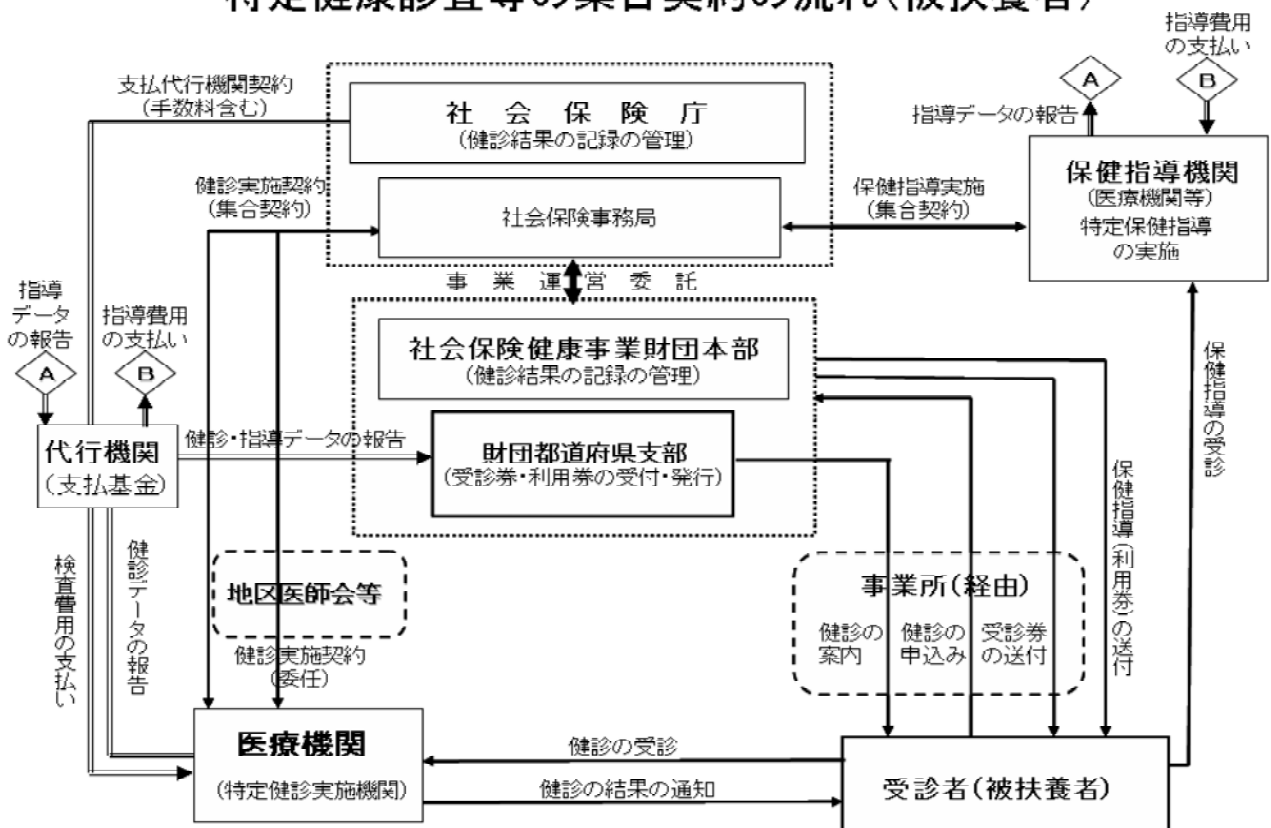 特定健康診査等の集合契約の流れ(被扶養者)
指導費用
の支払い
支払代行機関契約
(手数料含む)
社会保険庁
(健診結果の記録の管理)
A
B
指導データの報告
保健指導機関
(医療機関等)
特定保健指導
の実施
健診実施契約
(集合契約)
社会保険事務局
保健指導実施
(集合契約)
事業運営委託
指導
データ
の報告
指導費用
の支払い
A
B
社会保険健康事業財団本部
(健診結果の記録の管理)
保健指導の受診
代行機関
(支払基金)
健診・指導データの報告
財団都道府県支部
(受診券・利用券の受付・発行)
保健指導(利用券)の送付
検査費用の支払い
健診データの報告
地区医師会等
健診実施契約
(委任)
事業所(経由)
健診の
案内
健診の
申込み
受診券
の送付
医療機関
(特定健診実施機関)
健診の受診
健診の結果の通知
受診者(被扶養者)